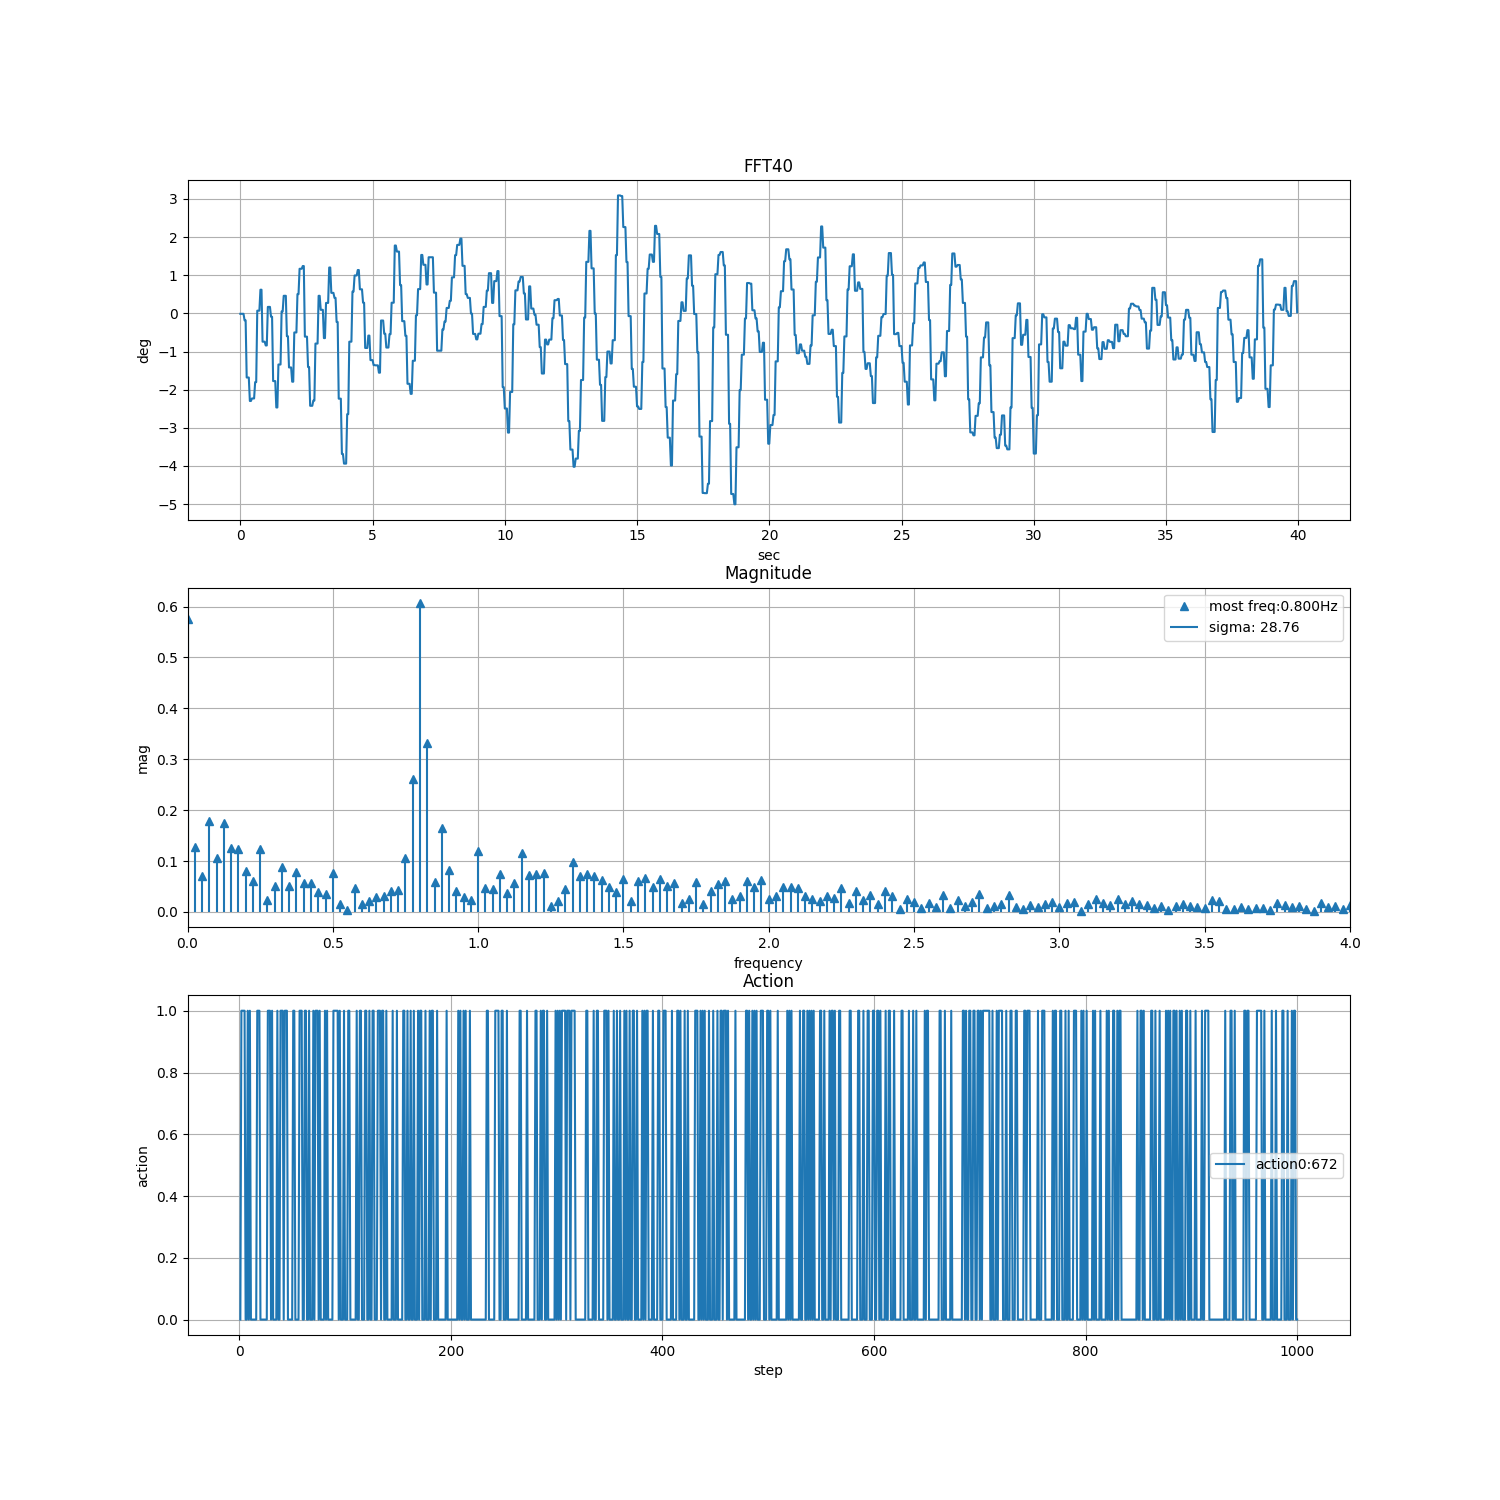 FFT40
3
2
1
0
−1
−2
−3
−4
−5
deg
0 5 10 15 20 25 30 35 40
sec
Magnitude
0.6
0.5
0.4
0.3
0.2
0.1
0.0
mag
most freq:0.800Hz
sigma: 28.76
0.0 0.5 1.0 1.5 2.0 2.5 3.0 3.5 4.0
frequency
Action
1.0
0.8
0.6
0.4
0.2
0.0
action
action0:672
0 200 400 600 800 1000
step